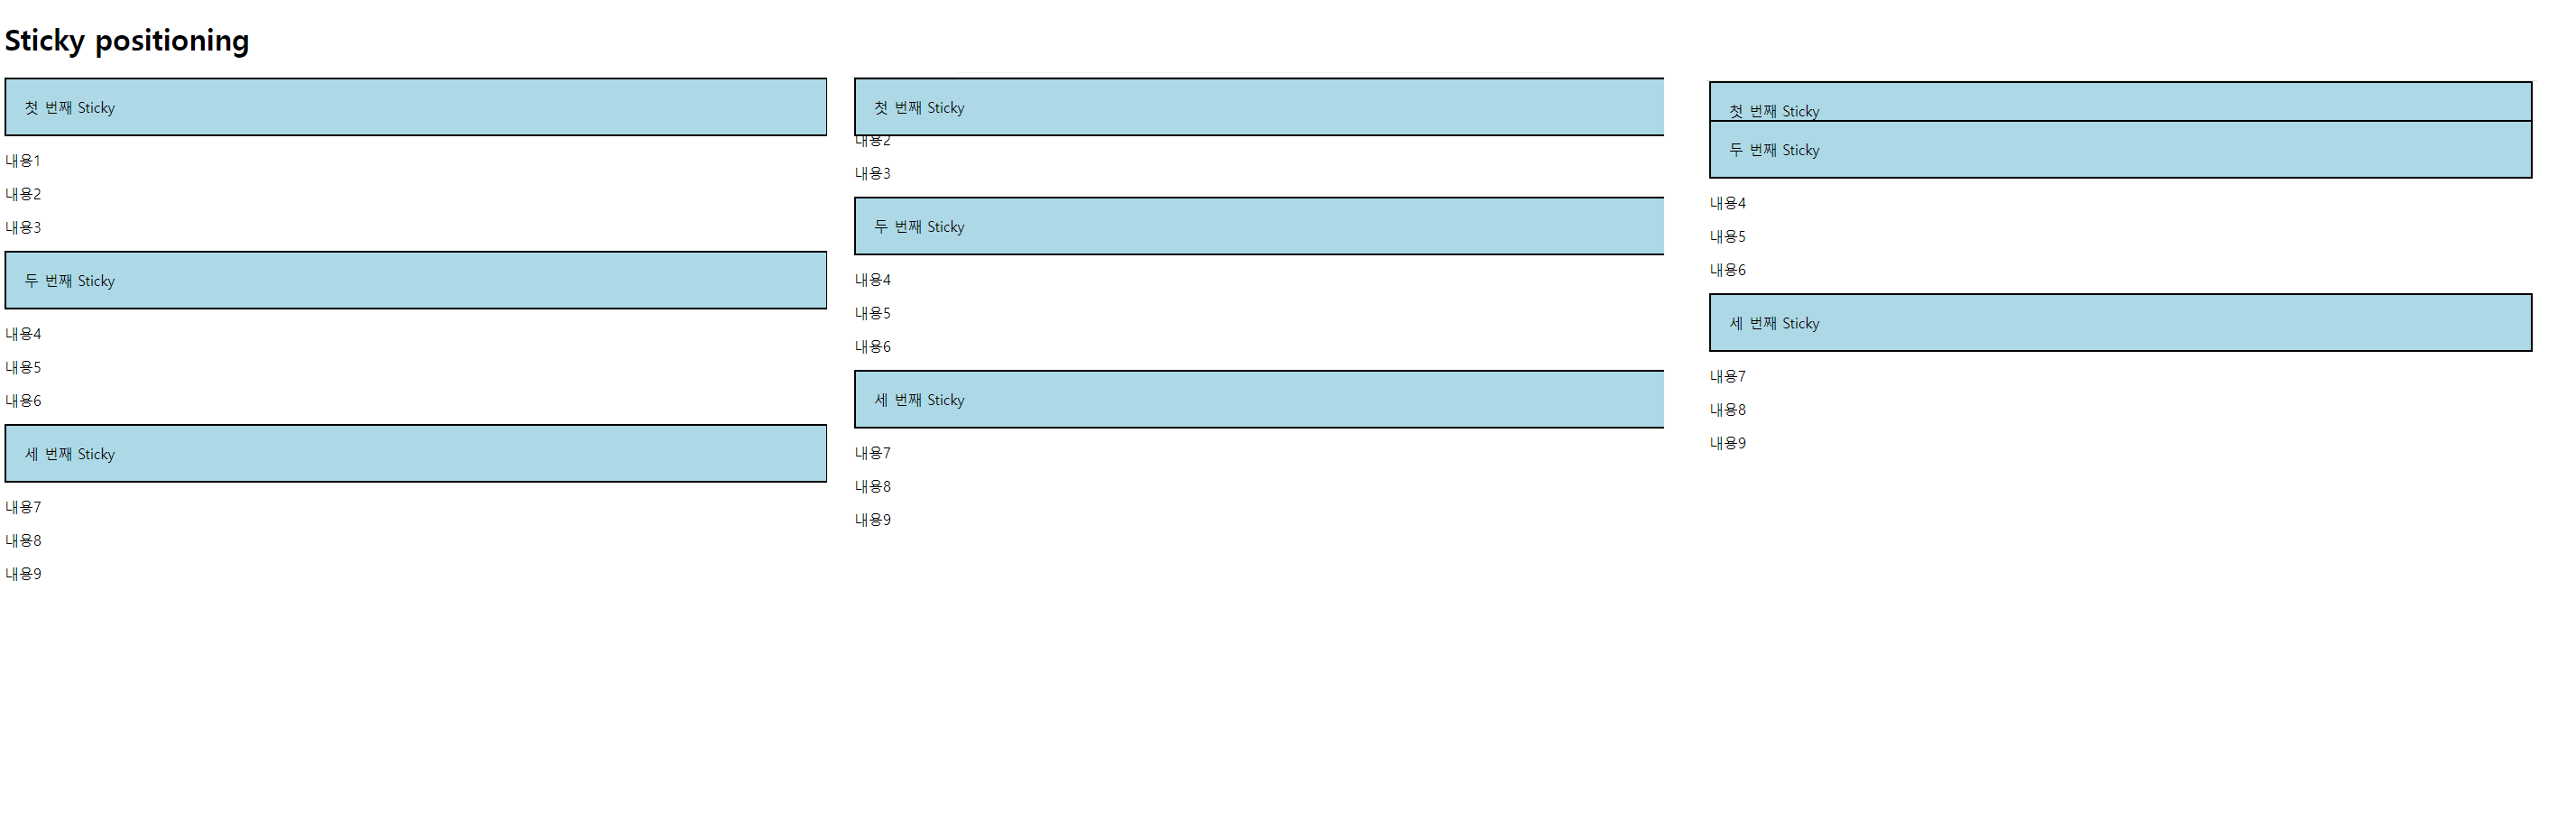 Sticky positioning
첫 번째 Sticky
내용1
내용2
내용3
두 번째 Sticky
내용4
내용5
내용6
세 번째 Sticky
내용7
내용8
내용9
첫 번째 Sticky
내용2
내용3
두 번째 Sticky
내용4
내용5
내용6
세 번째 Sticky
내용7
내용8
내용9
첫 번째 Sticky
두 번째 Sticky
내용4
내용5
내용6
세 번째 Sticky
내용7
내용8
내용9